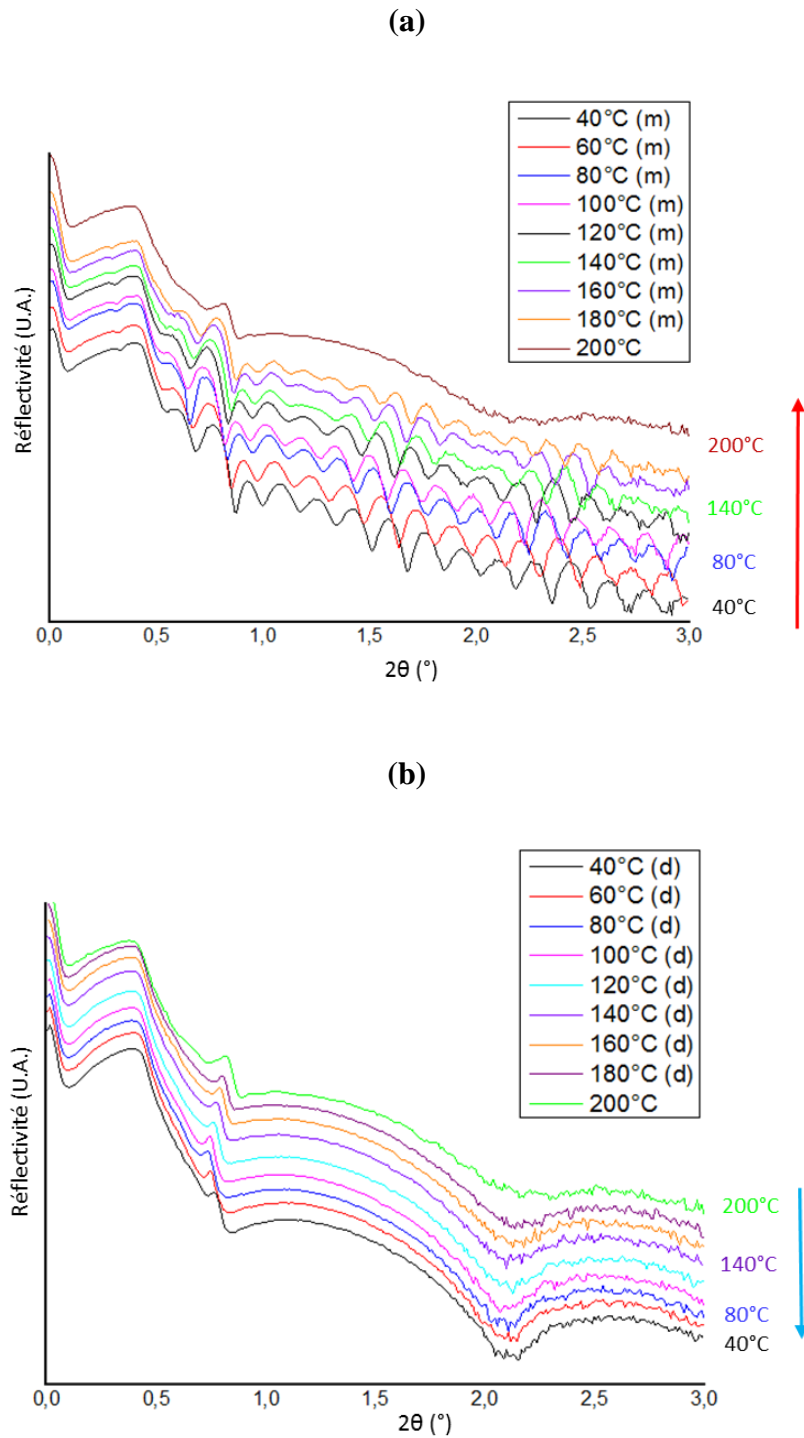 (a)
40°C (m)
60°C (m)
80°C (m)
100°C (m)
120°C (m)
140°C (m)
160°C (m)
180°C (m)
200°C
Réflectivité (U.A.)
200°C
140°C
80°C
40°C
0,0 0,5 1,0 1,5 2,0 2,5 3,0
2θ (°)
(b)
40°C (d)
60°C (d)
80°C (d)
100°C (d)
120°C (d)
140°C (d)
160°C (d)
180°C (d)
200°C
Réflectivité (U.A.)
200°C
140°C
80°C
40°C
0,0 0,5 1,0 1,5 2,0 2,5 3,0
2θ (°)